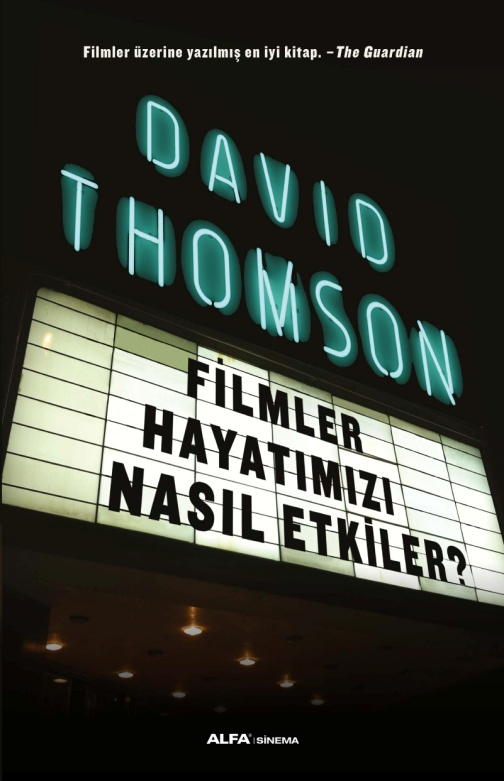 Filmler üzerine yazılmış en iyi kitap. –The Guardian
DAVID
THOMSON
FİLMLER
HAYATIMIZI
NASIL ETKİLER?
ALFA® | SİNEMA